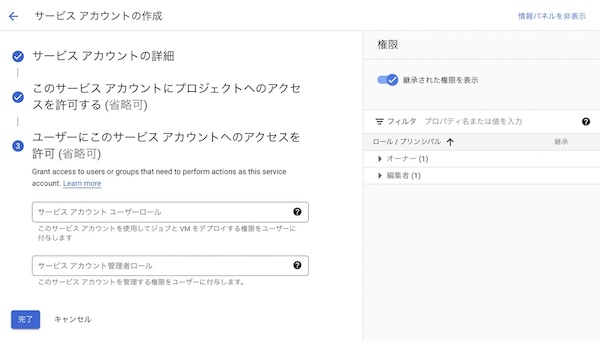 サービス アカウントの作成
情報パネルを非表示
サービス アカウントの詳細
このサービス アカウントにプロジェクトへのアクセ
スを許可する (省略可)
3
ユーザーにこのサービス アカウントへのアクセスを
許可 (省略可)
Grant access to users or groups that need to perform actions as this service
account. Learn more
サービス アカウント ユーザーロール
このサービス アカウントを使用してジョブと VM をデプロイする権限をユーザーに
付与します
サービス アカウント管理者ロール
このサービス アカウントを管理する権限をユーザーに付与します。
完了
キャンセル
権限
継承された権限を表示
フィルタ プロパティ名または値を入力
ロール / プリンシパル 継承
オーナー (1)
編集者 (1)